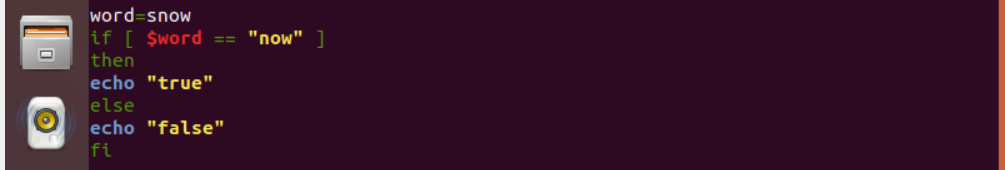 word=snow
if [ $word == "now" ]
then
echo "true"
else
echo "false"
fi